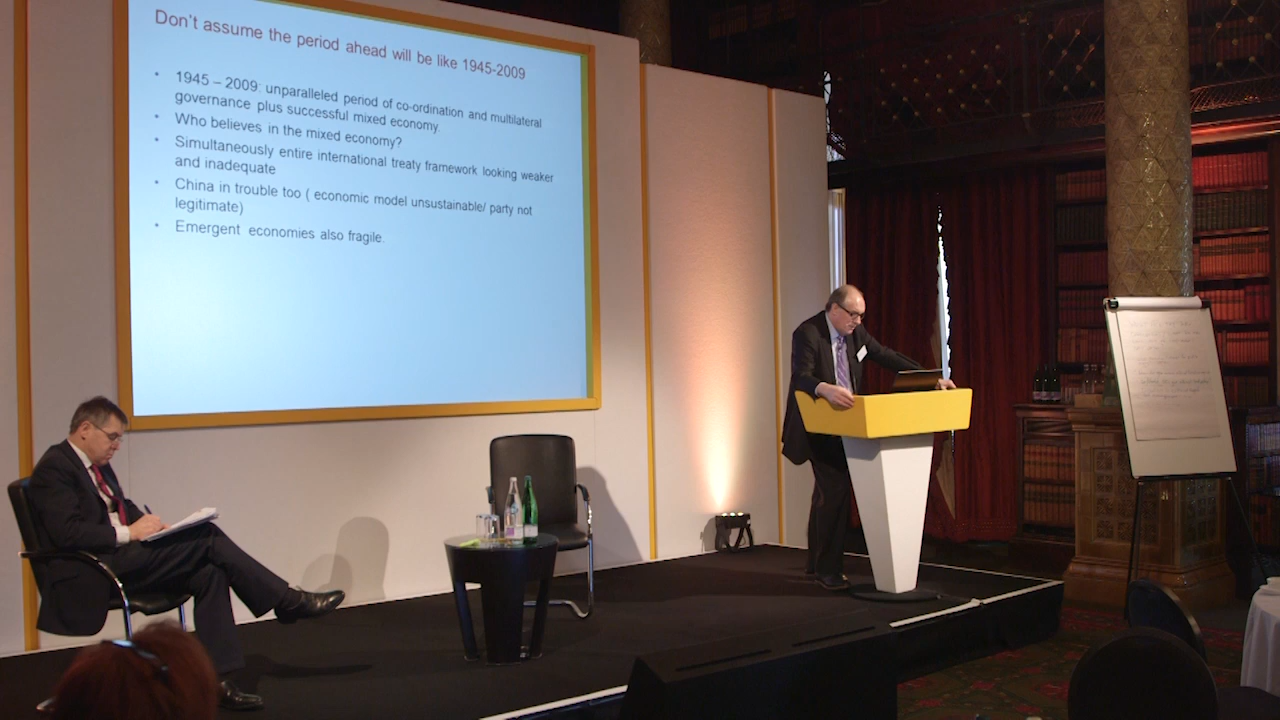 Don't assume the period ahead will be like 1945-2009
• 1945 – 2009: unparalleled period of co-ordination and multilateral
governance plus successful mixed economy.
• Who believes in the mixed economy?
• Simultaneously entire international treaty framework looking weaker
and inadequate
• China in trouble too ( economic model unsustainable/ party not
legitimate)
• Emergent economies also fragile.